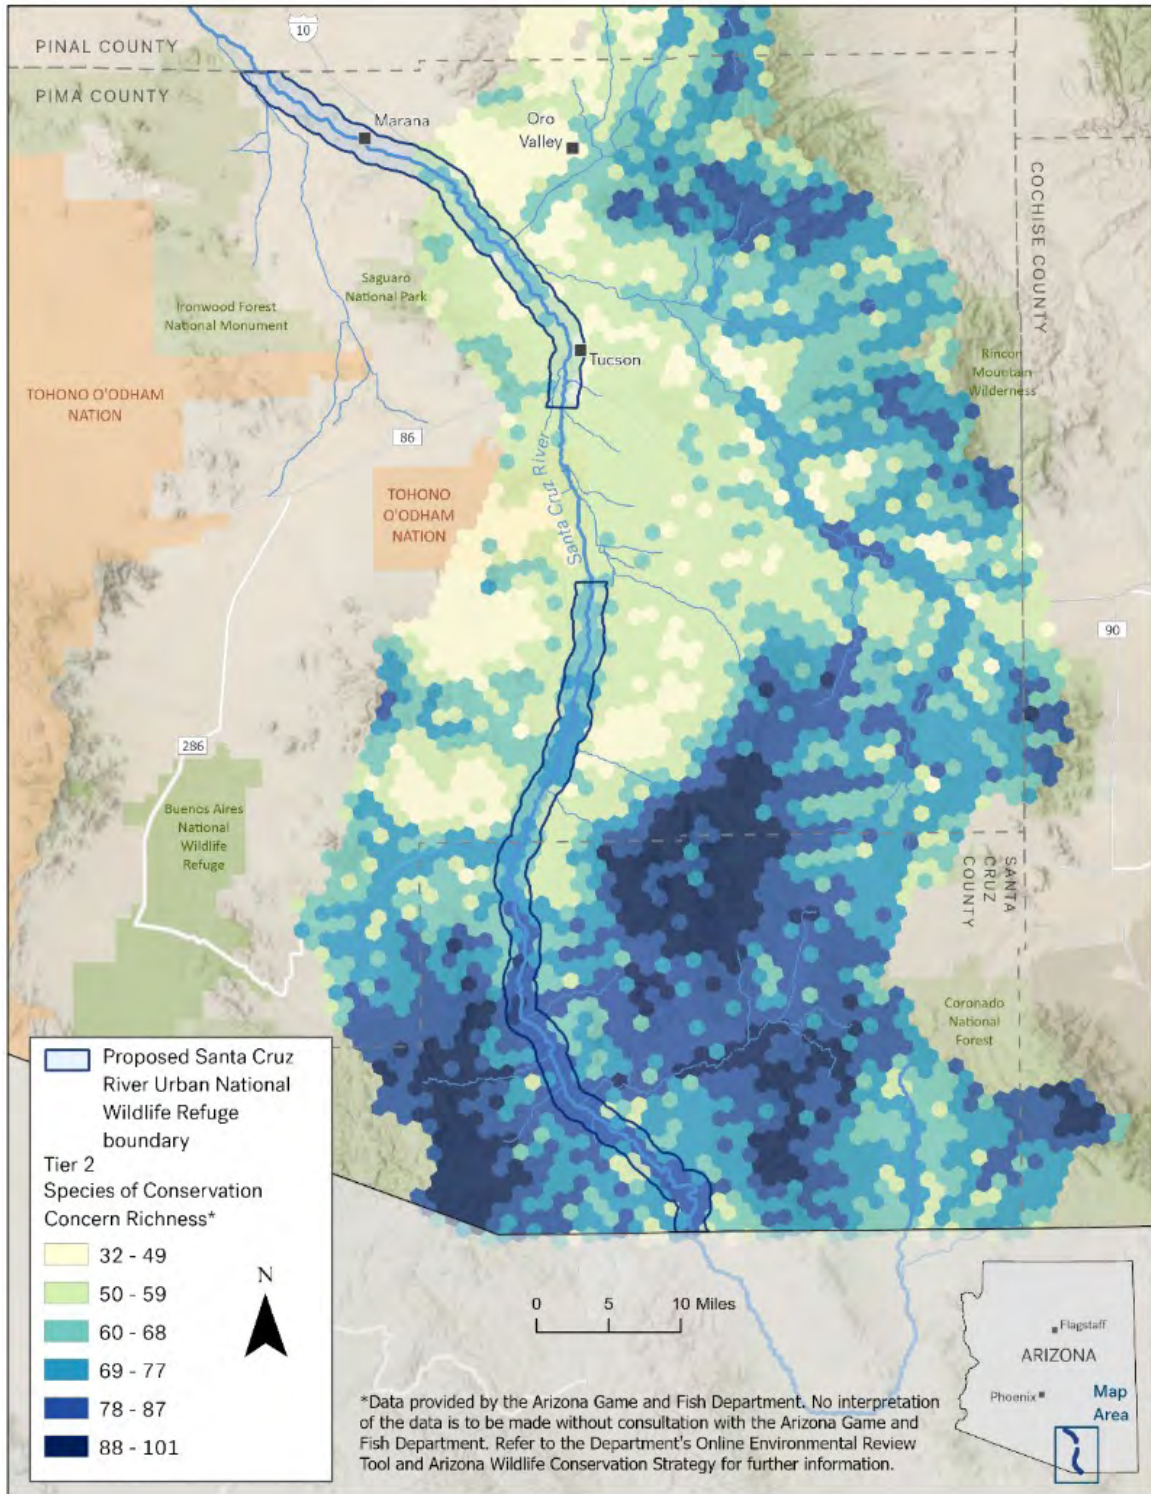 10
PINAL COUNTY
PIMA COUNTY
Marana
Oro
Valley
COCHISE COUNTY
Saguaro
National Park
Ironwood Forest
National Monument
Tucson
Rincon
Mountain
Wilderness
TOHONO O'ODHAM
NATION
86
Santa Cruz River
TOHONO
O'ODHAM
NATION
90
286
Buenos Aires
National
Wildlife
Refuge
SANTA
CRUZ
COUNTY
Coronado
National
Forest
Proposed Santa Cruz
River Urban National
Wildlife Refuge
boundary
Tier 2
Species of Conservation
Concern Richness*
32 - 49
50 - 59
60 - 68
69 - 77
78 - 87
88 - 101
N
0 5 10 Miles
*Data provided by the Arizona Game and Fish Department. No interpretation
of the data is to be made without consultation with the Arizona Game and
Fish Department. Refer to the Department's Online Environmental Review
Tool and Arizona Wildlife Conservation Strategy for further information.
Flagstaff
ARIZONA
Phoenix
Map
Area